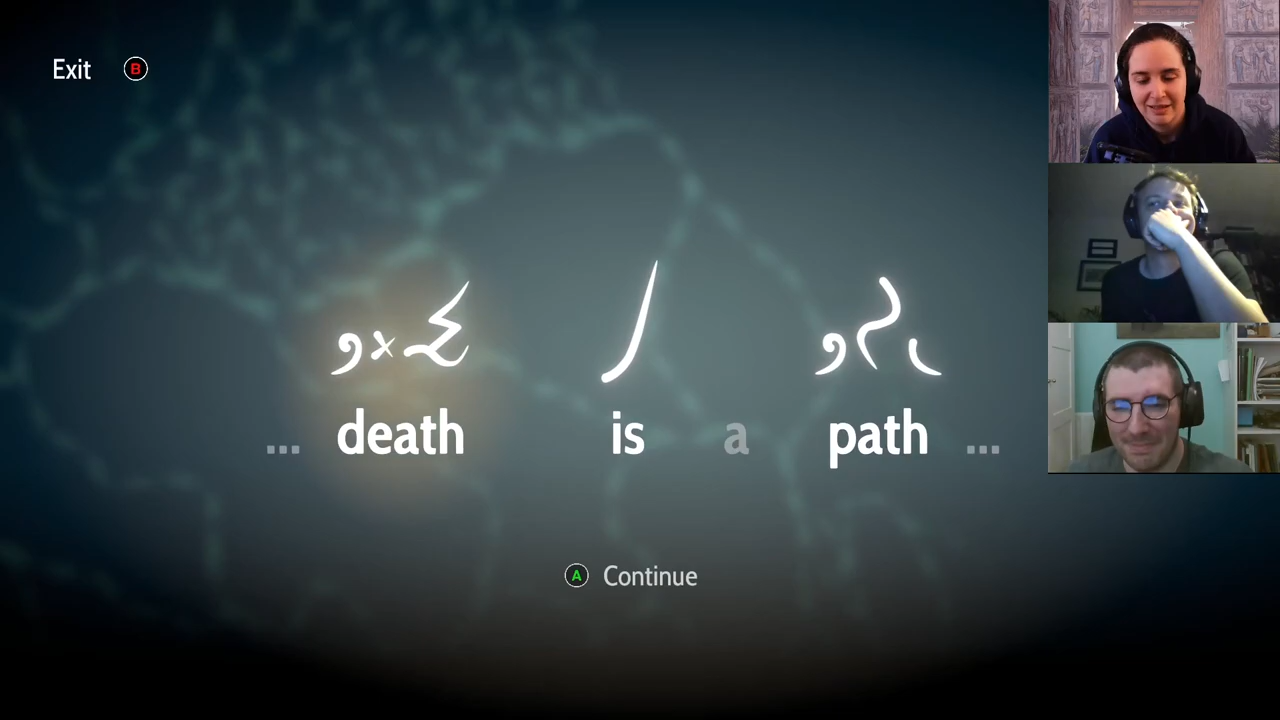 Exit B
... death is a path ...
A Continue